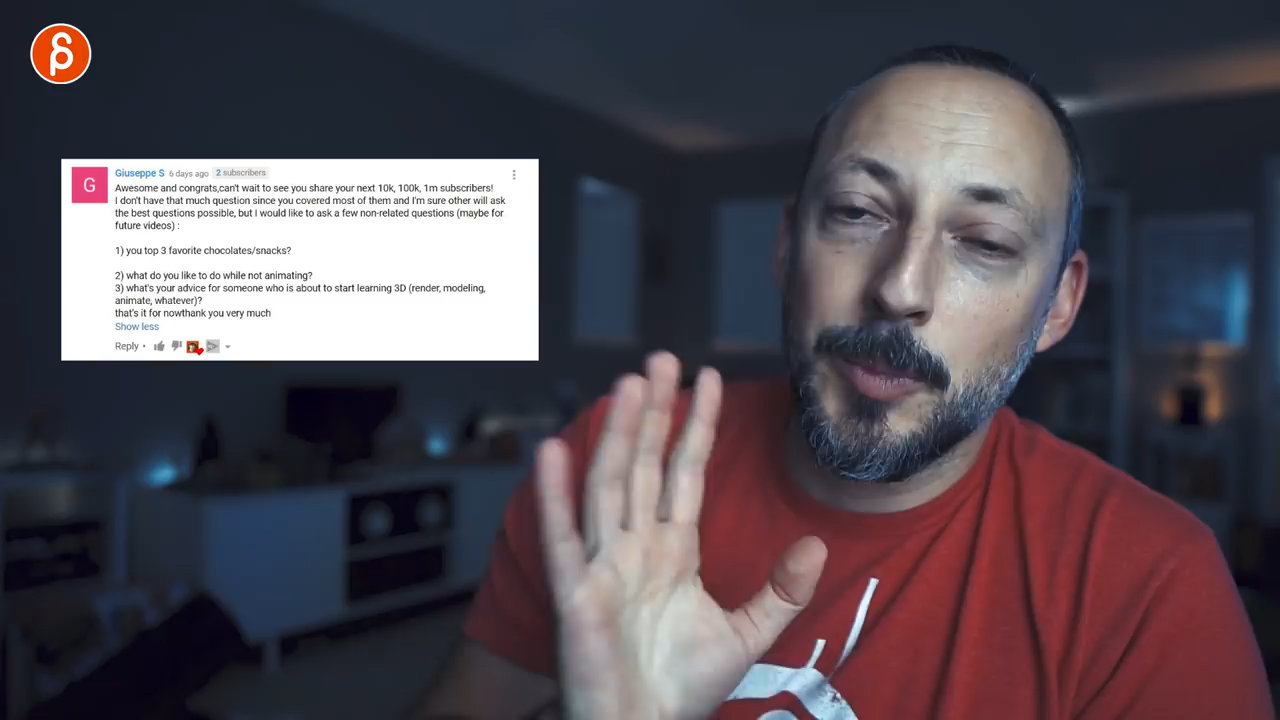 G
Giuseppe S 6 days ago 2 subscribers
Awesome and congrats,can't wait to see you share your next 10k, 100k, 1m subscribers!
I don't have that much question since you covered most of them and I'm sure other will ask
the best questions possible, but I would like to ask a few non-related questions (maybe for
future videos) :
1) you top 3 favorite chocolates/snacks?
2) what do you like to do while not animating?
3) what's your advice for someone who is about to start learning 3D (render, modeling,
animate, whatever)?
that's it for nowthank you very much
Show less
Reply •